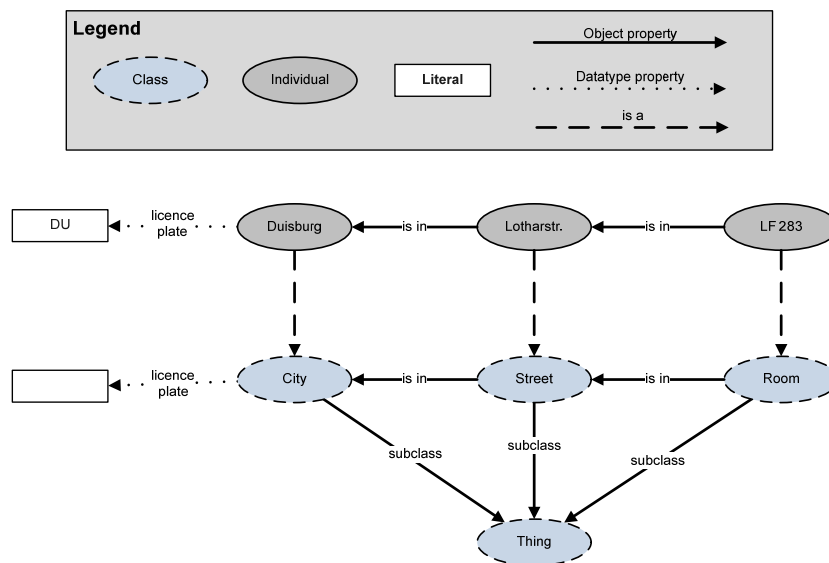 Legend
Class
Individual
Literal
Object property
Datatype property
is a
DU
licence
plate
Duisburg
is in
Lotharstr.
is in
LF 283
licence
plate
City
is in
Street
is in
Room
subclass
subclass
subclass
Thing